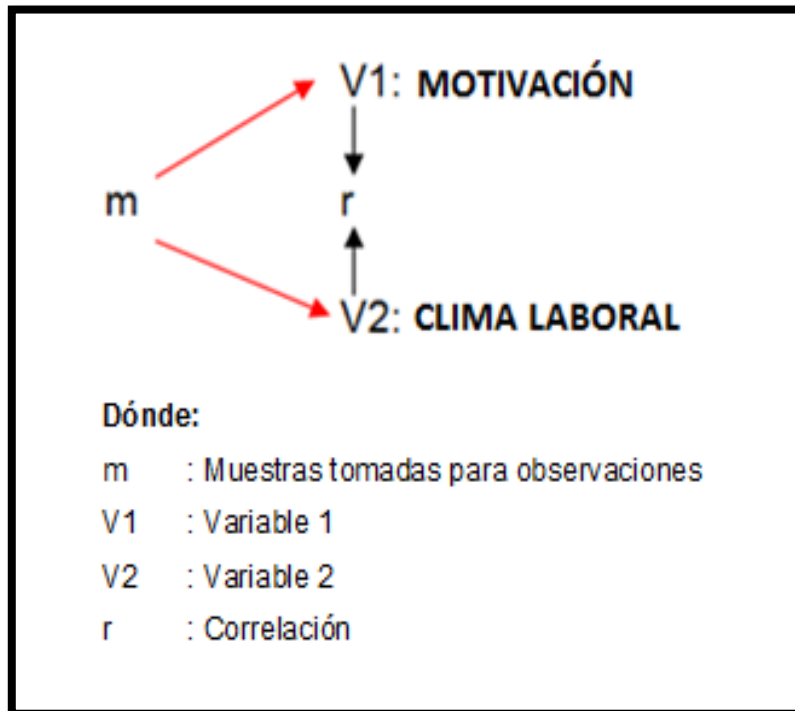 V1: MOTIVACIÓN
m r
V2: CLIMA LABORAL
Dónde:
m : Muestras tomadas para observaciones
V1 : Variable 1
V2 : Variable 2
r : Correlación